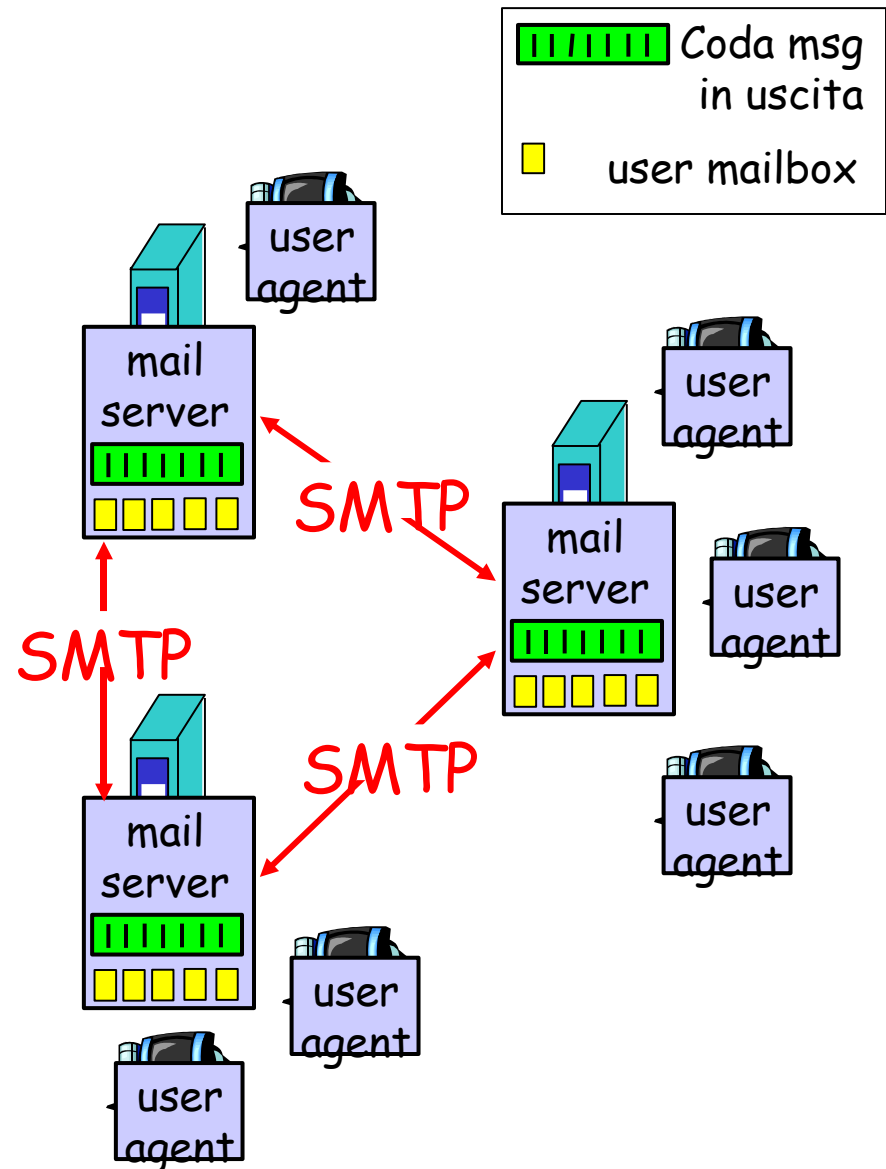 Coda msg
in uscita
user mailbox
user
agent
mail
server
user
agent
SMTP
mail
server
user
agent
SMTP
SMTP
user
agent
mail
server
user
agent
user
agent